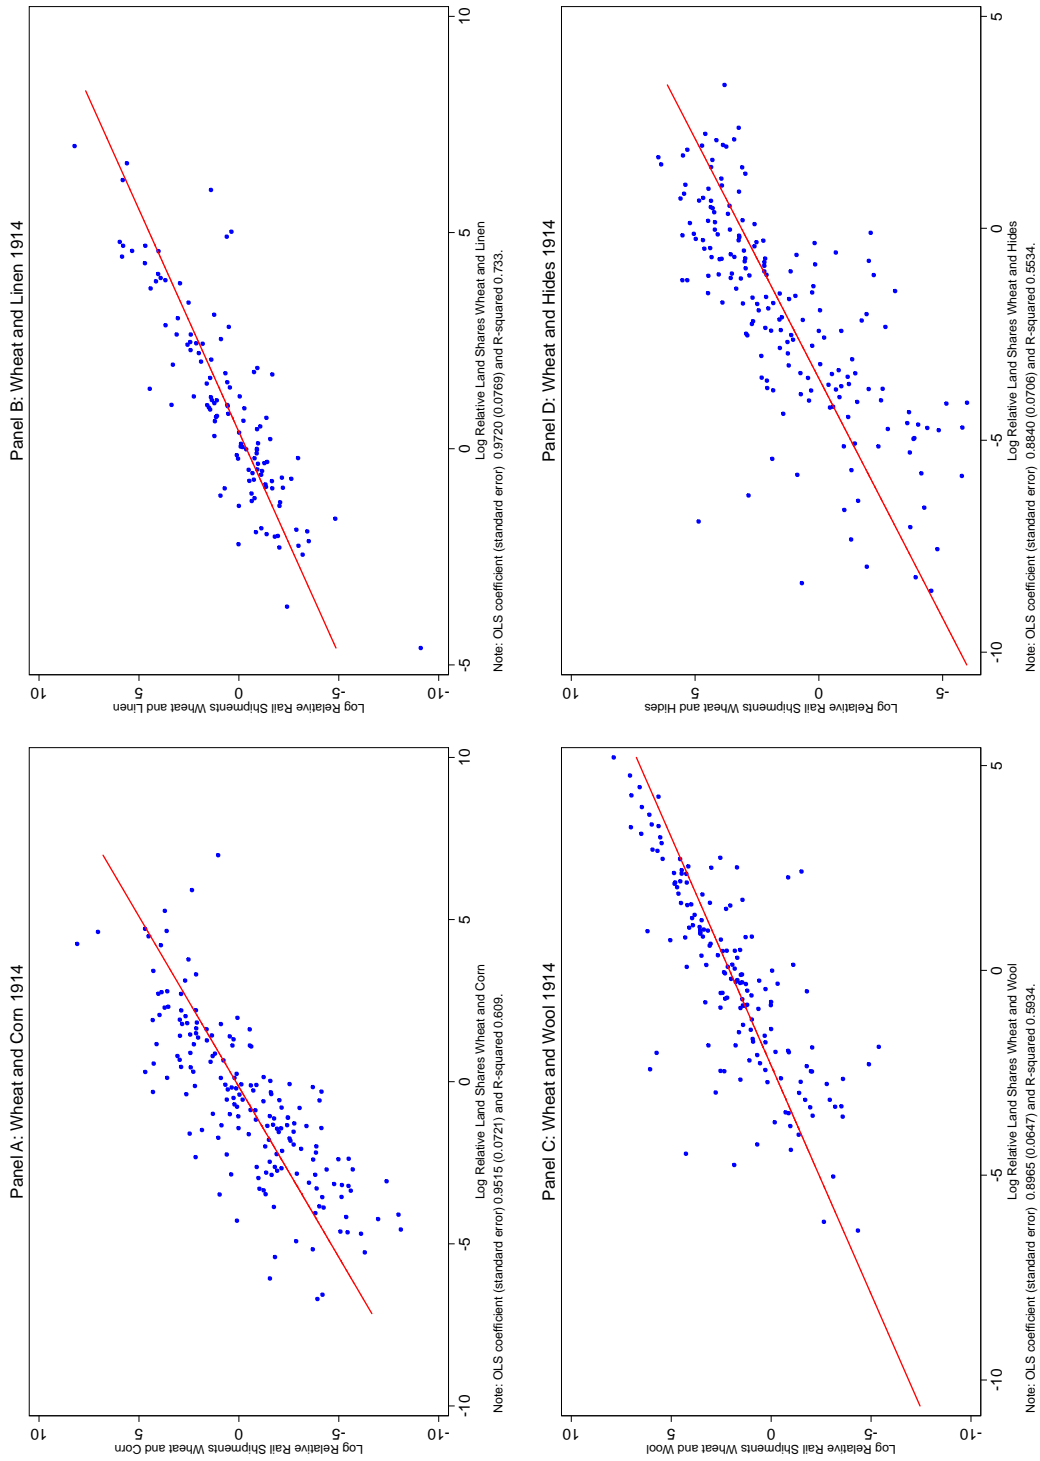 Panel A: Wheat and Corn 1914
Log Relative Rail Shipments Wheat and Corn
10
5
0
-5
-10
-10
-5
0
5
10
Log Relative Land Shares Wheat and Corn
Note: OLS coefficient (standard error) 0.9515 (0.0721) and R-squared 0.609.
Panel B: Wheat and Linen 1914
Log Relative Rail Shipments Wheat and Linen
10
5
0
-5
-10
-5
0
5
10
Log Relative Land Shares Wheat and Linen
Note: OLS coefficient (standard error) 0.9720 (0.0769) and R-squared 0.733.
Panel C: Wheat and Wool 1914
Log Relative Rail Shipments Wheat and Wool
10
5
0
-5
-10
-10
-5
0
5
Log Relative Land Shares Wheat and Wool
Note: OLS coefficient (standard error) 0.8965 (0.0647) and R-squared 0.5934.
Panel D: Wheat and Hides 1914
Log Relative Rail Shipments Wheat and Hides
10
5
0
-5
-10
-5
0
5
Log Relative Land Shares Wheat and Hides
Note: OLS coefficient (standard error) 0.8840 (0.0706) and R-squared 0.5534.